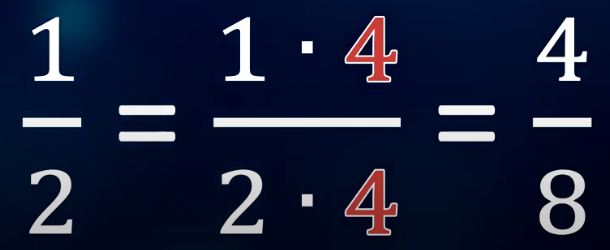 1/2 = (1 · 4)/(2 · 4) = 4/8